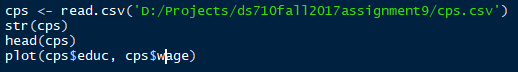 cps <- read.csv('D:/Projects/ds710fall2017assignment9/cps.csv')
str(cps)
head(cps)
plot(cps$educ, cps$wage)